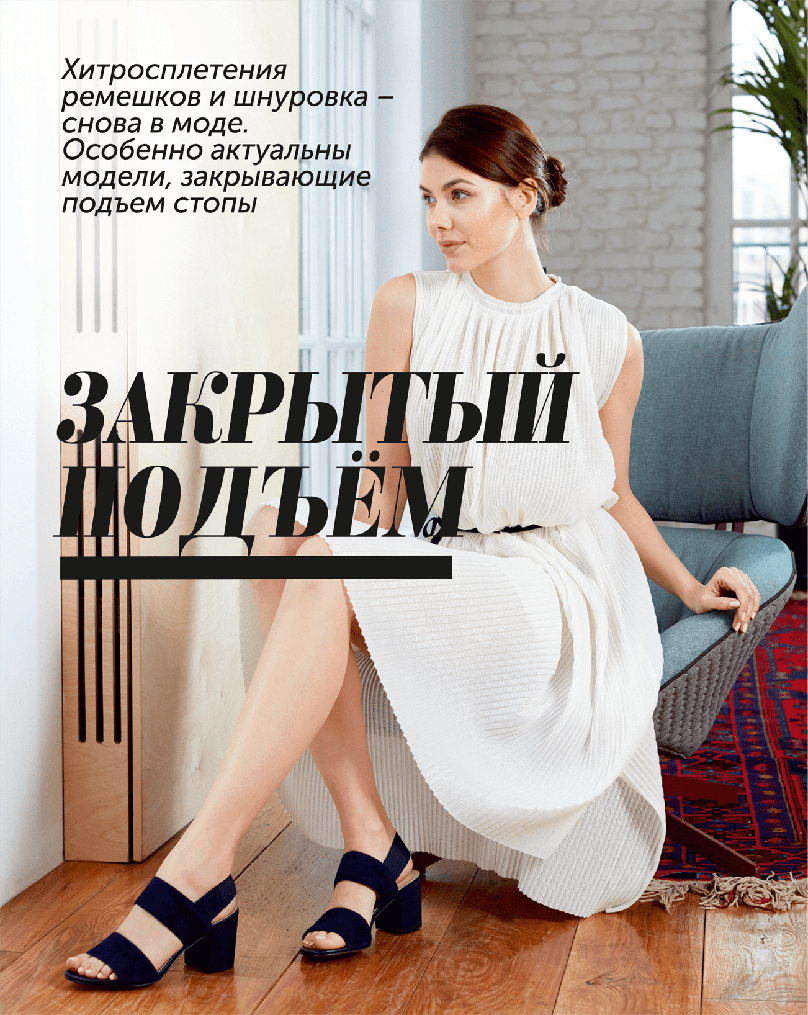 Хитросплетения
ремешков и шнуровка –
снова в моде.
Особенно актуальны
модели, закрывающие
подъем стопы
ЗАКРЫТЫЙ
ПОДЪЁМ